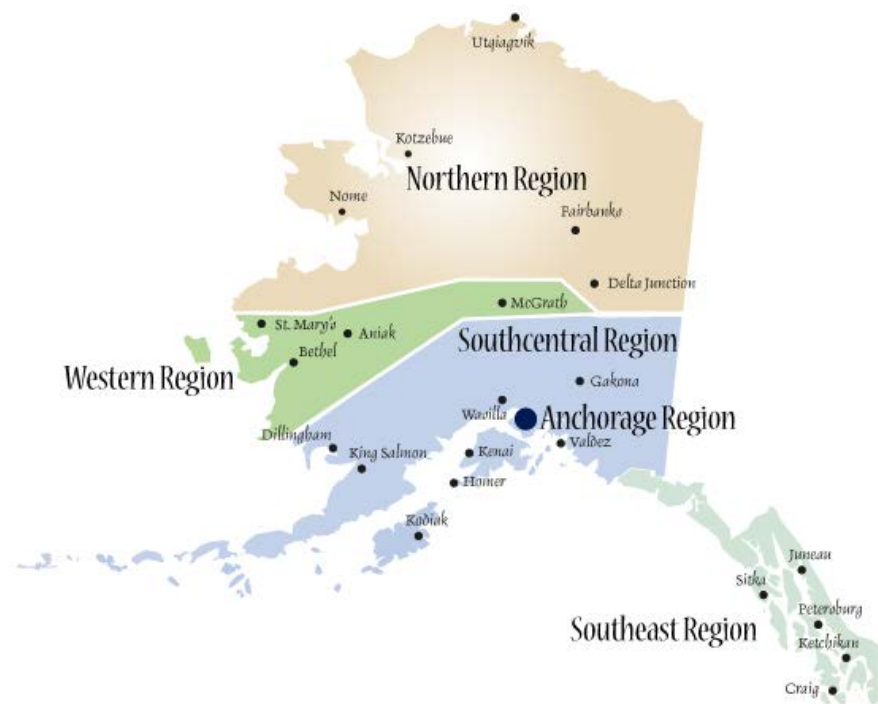 Utqiagvik
Kotzebue
Northern Region
Nome
Fairbanks
Delta Junction
McGrath
St. Mary's
Aniak
Southcentral Region
Bethel
Western Region
Gakona
Wasilla
Anchorage Region
Dillingham
Valdez
King Salmon
Kenai
Homer
Kodiak
Juneau
Sitka
Petersburg
Southeast Region
Ketchikan
Craig